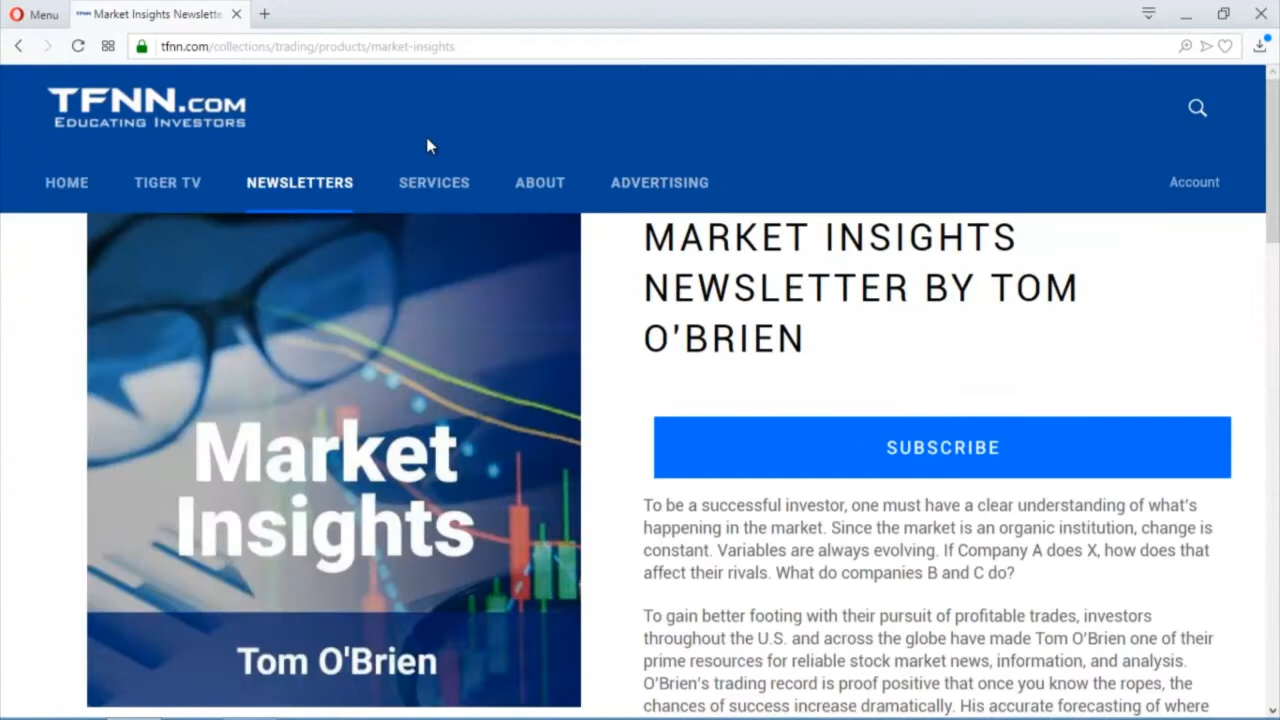 Menu
TFNN Market Insights Newslette
tfnn.com/collections/trading/products/market-insights
TFNN.COM
EDUCATING INVESTORS
HOME TIGER TV NEWSLETTERS SERVICES ABOUT ADVERTISING Account
MARKET INSIGHTS
NEWSLETTER BY TOM
O'BRIEN
Market
Insights
Tom O'Brien
SUBSCRIBE
To be a successful investor, one must have a clear understanding of what's
happening in the market. Since the market is an organic institution, change is
constant. Variables are always evolving. If Company A does X, how does that
affect their rivals. What do companies B and C do?
To gain better footing with their pursuit of profitable trades, investors
throughout the U.S. and across the globe have made Tom O'Brien one of their
prime resources for reliable stock market news, information, and analysis.
O'Brien's trading record is proof positive that once you know the ropes, the
chances of success increase dramatically. His accurate forecasting of where